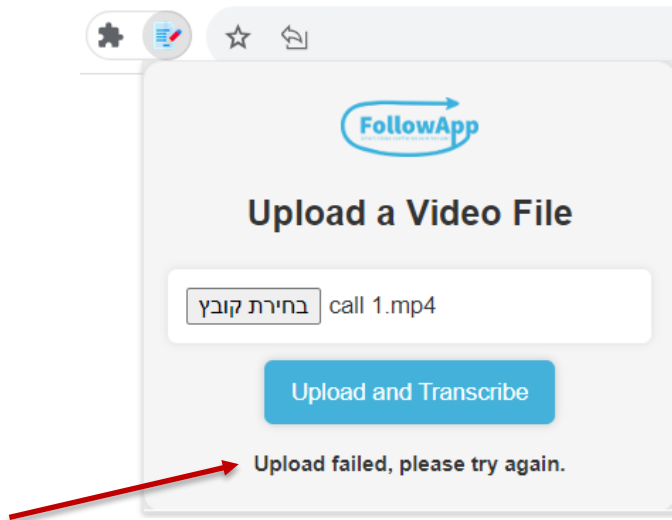 FollowApp
Upload a Video File
בחירת קובץ call 1.mp4
Upload and Transcribe
Upload failed, please try again.